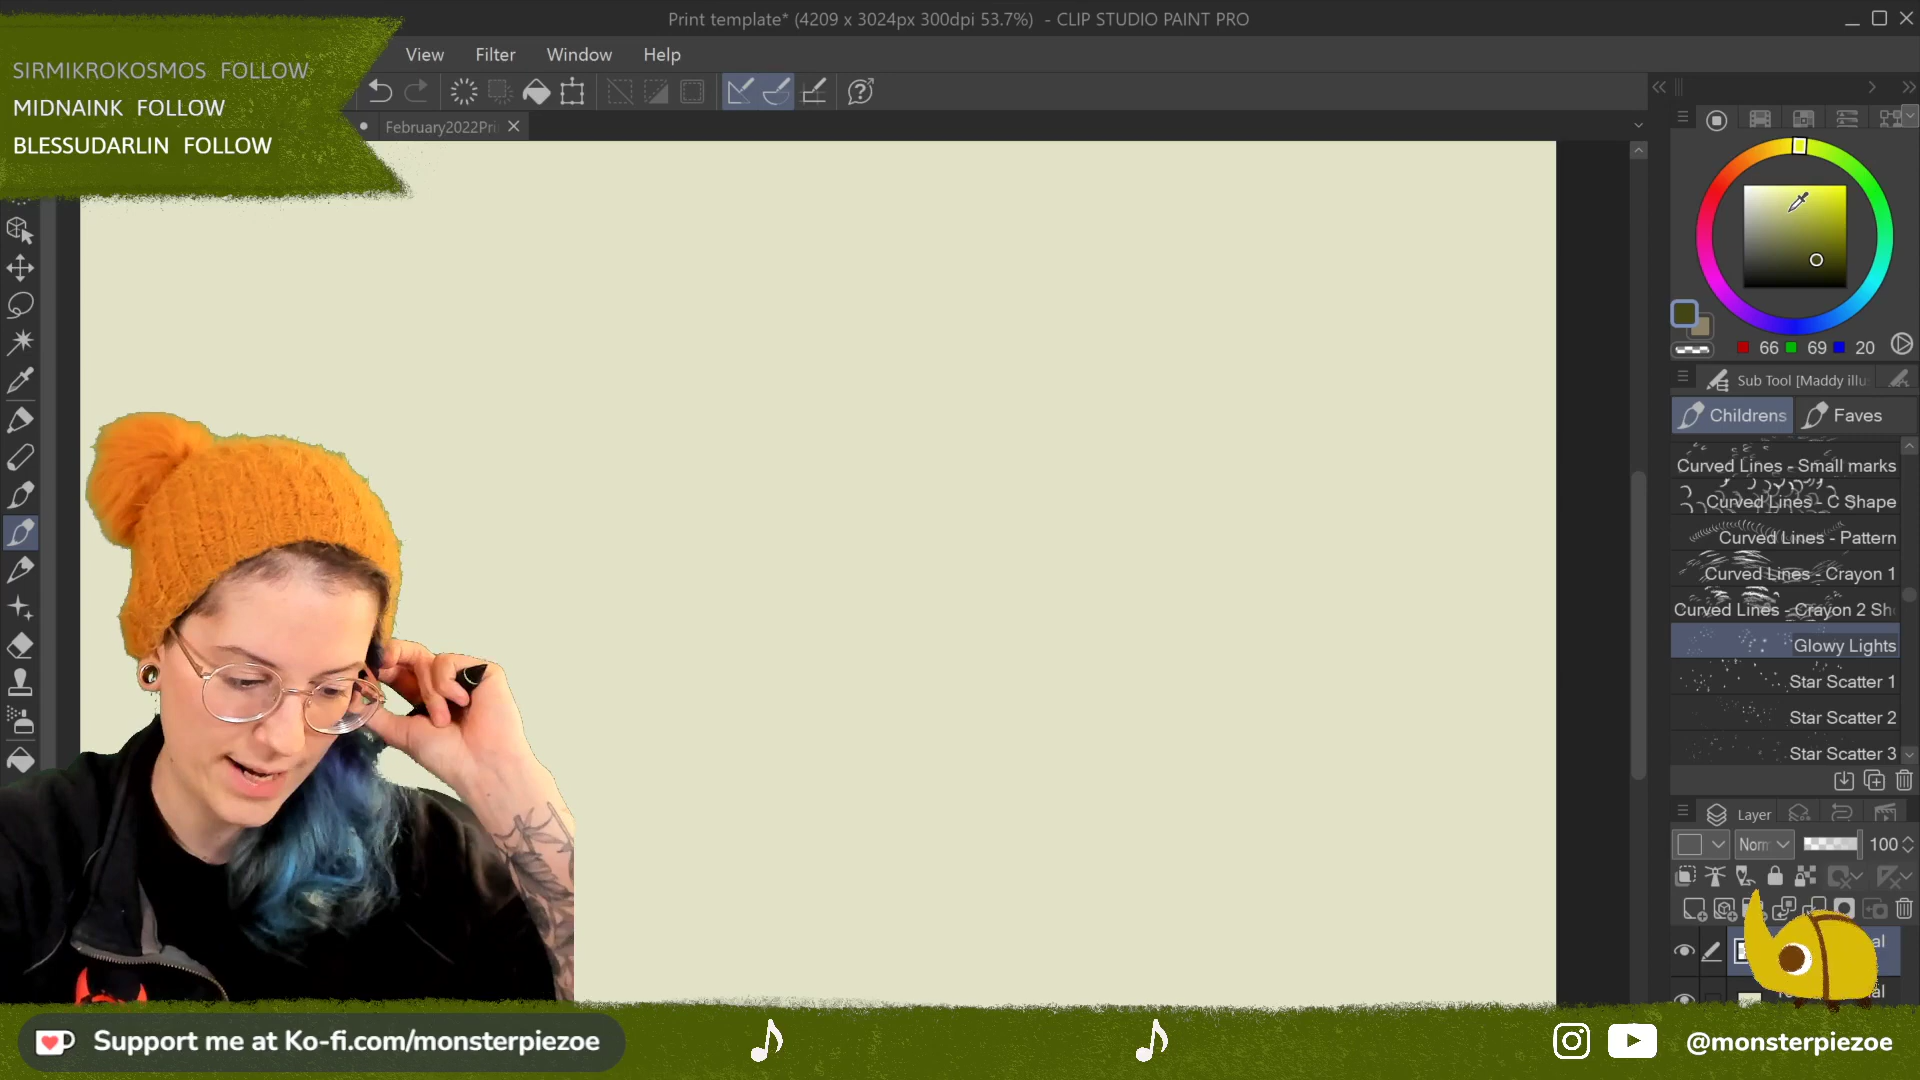 Print template* (4209 x 3024px 300dpi 53.7%) - CLIP STUDIO PAINT PRO
View Filter Window Help
SIRMIKROKOSMOS FOLLOW
MIDNAINK FOLLOW
BLESSUDARLIN FOLLOW
February2022Pri
66 69 20
Sub Tool [Maddy illu
Childrens Faves
Curved Lines - Small marks
Curved Lines - C Shape
Curved Lines - Pattern
Curved Lines - Crayon 1
Curved Lines - Crayon 2 Sh
Glowy Lights
Star Scatter 1
Star Scatter 2
Star Scatter 3
Layer
Norm 100
al
al
Support me at Ko-fi.com/monsterpiezoe
@monsterpiezoe